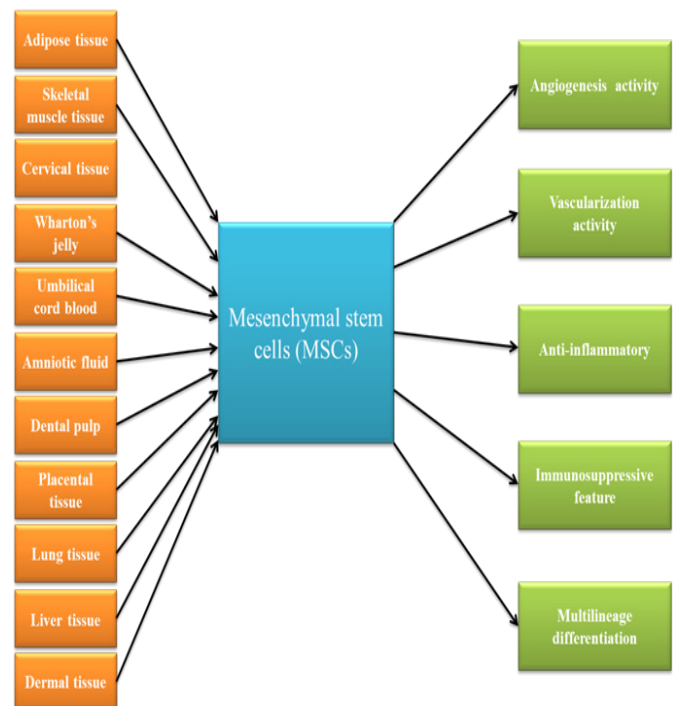 Adipose tissue
Skeletal
muscle tissue
Cervical tissue
Wharton's
jelly
Umbilical
cord blood
Amniotic fluid
Dental pulp
Placental
tissue
Lung tissue
Liver tissue
Dermal tissue
Mesenchymal stem
cells (MSCs)
Angiogenesis activity
Vascularization
activity
Anti-inflammatory
Immunosuppressive
feature
Multilineage
differentiation